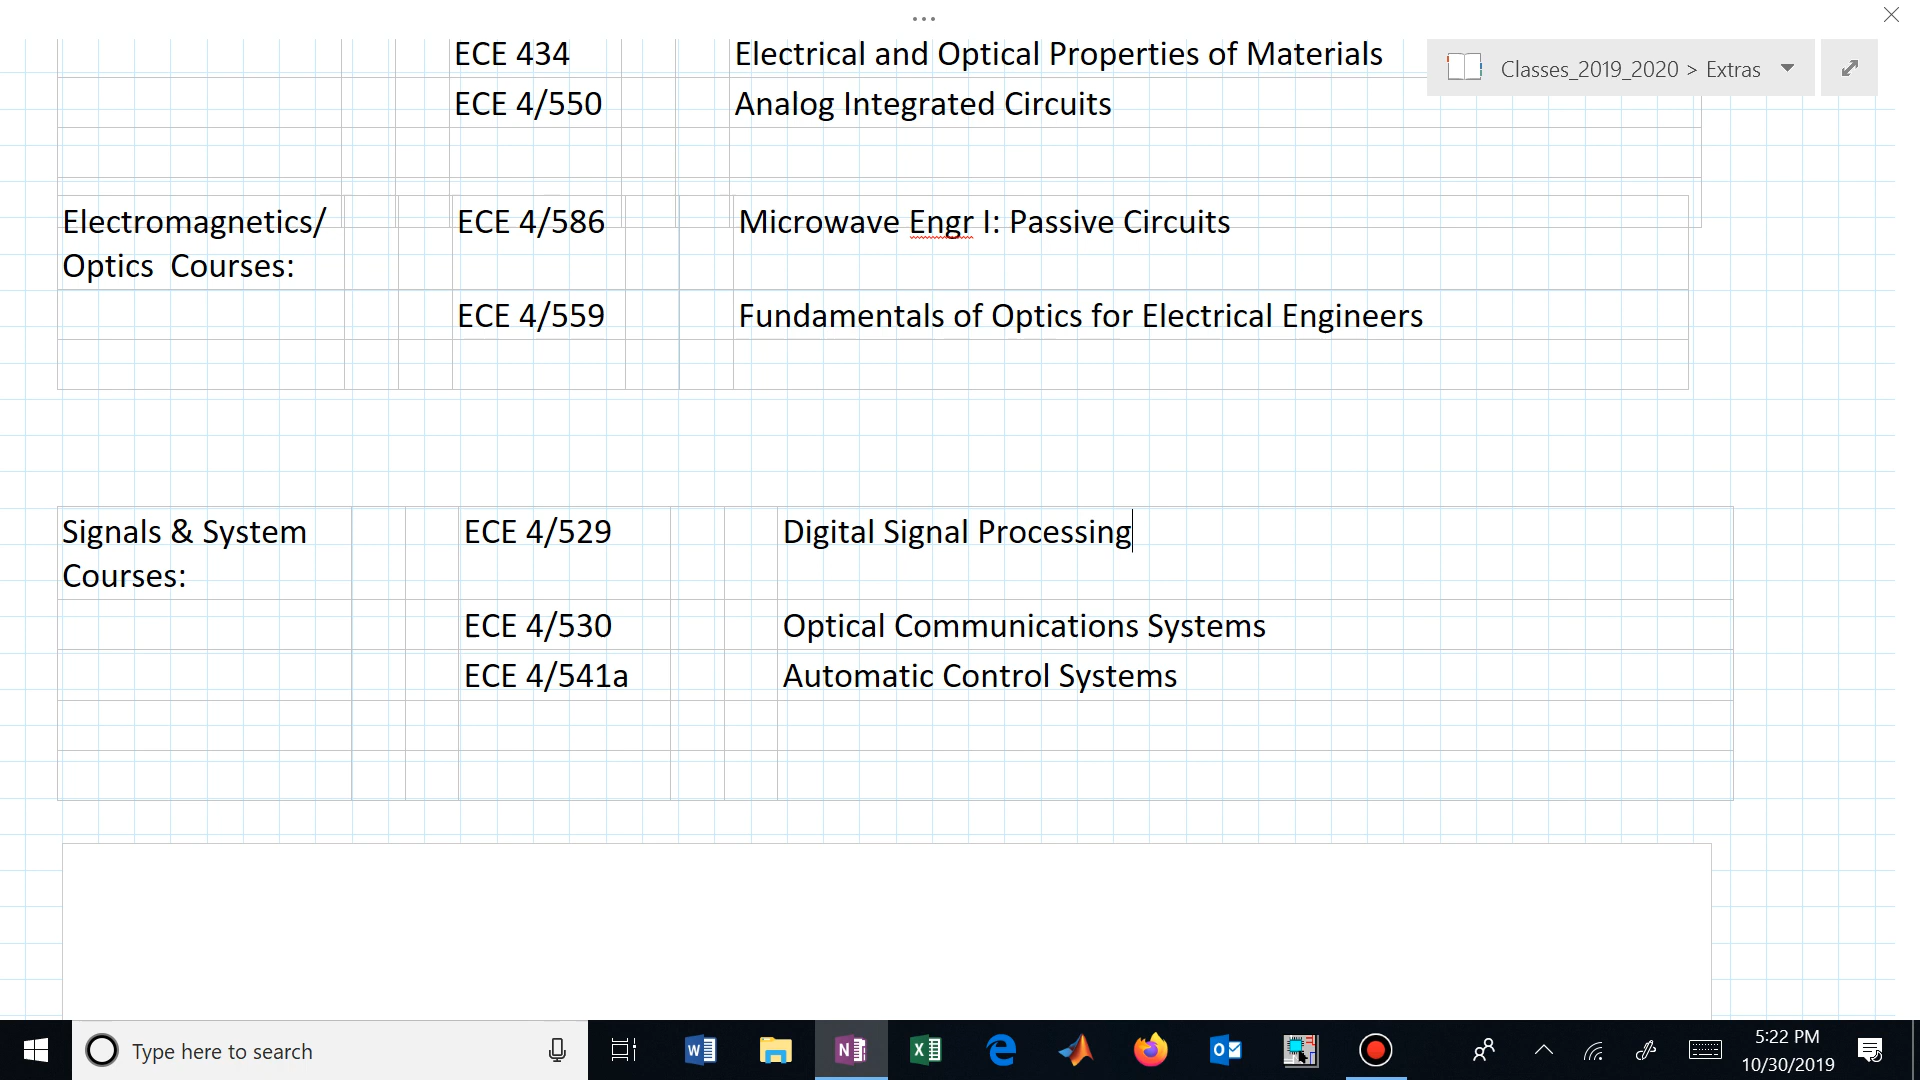 ECE 434 Electrical and Optical Properties of Materials
Classes_2019_2020 > Extras
ECE 4/550 Analog Integrated Circuits
Electromagnetics/ ECE 4/586 Microwave Engr I: Passive Circuits
Optics Courses:
ECE 4/559 Fundamentals of Optics for Electrical Engineers
Signals & System ECE 4/529 Digital Signal Processing
Courses:
ECE 4/530 Optical Communications Systems
ECE 4/541a Automatic Control Systems
Type here to search
5:22 PM
10/30/2019